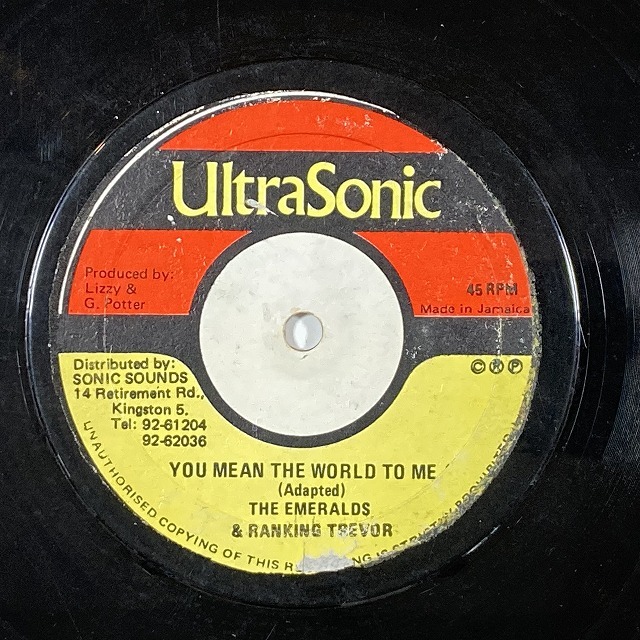 UltraSonic
Produced by:
Lizzy &
G. Potter
45 RPM
Made in Jamaica
Distributed by:
SONIC SOUNDS
14 Retirement Rd.,
Kingston 5.
Tel: 92-61204
92-62036
© ® ℗
YOU MEAN THE WORLD TO ME
(Adapted)
THE EMERALDS
& RANKING TREVOR
UNAUTHORISED COPYING OF THIS IS